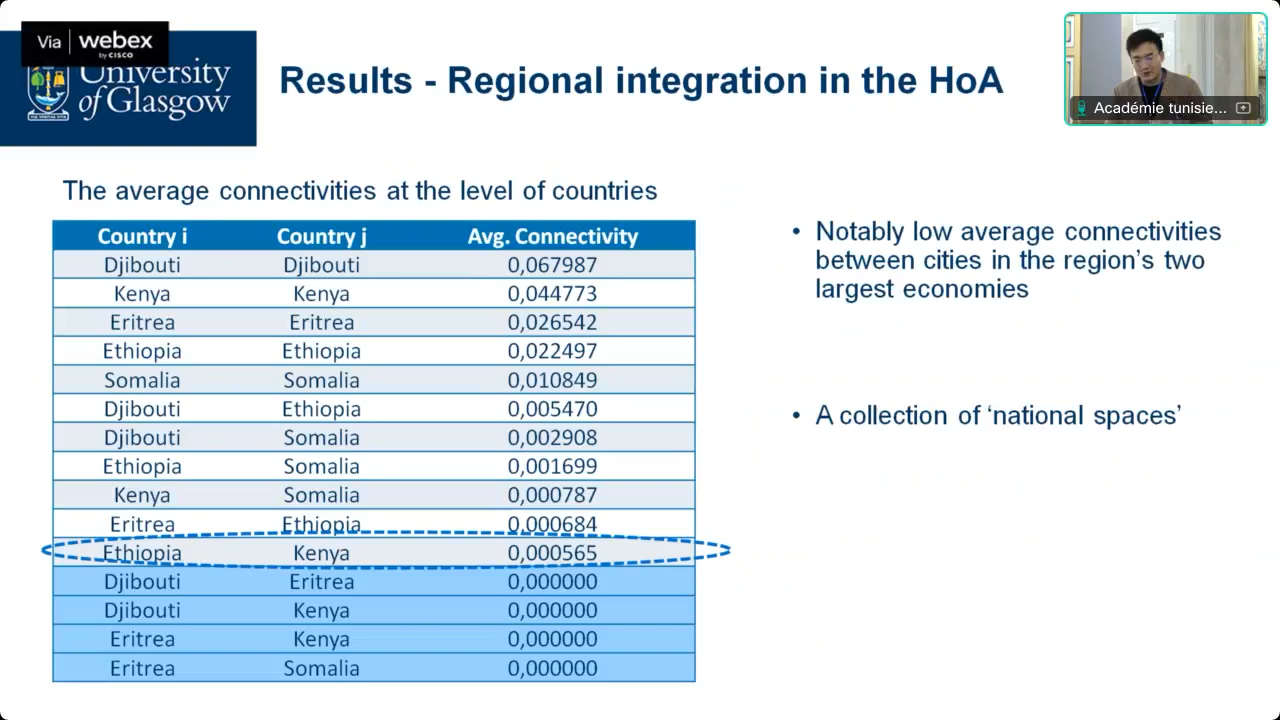 Via webex
by CISCO
University
of Glasgow
VIA VERITAS VITA
Results - Regional integration in the HoA
Académie tunisie...
The average connectivities at the level of countries
Country i Country j Avg. Connectivity
Djibouti Djibouti 0,067987
Kenya Kenya 0,044773
Eritrea Eritrea 0,026542
Ethiopia Ethiopia 0,022497
Somalia Somalia 0,010849
Djibouti Ethiopia 0,005470
Djibouti Somalia 0,002908
Ethiopia Somalia 0,001699
Kenya Somalia 0,000787
Eritrea Ethiopia 0,000684
Ethiopia Kenya 0,000565
Djibouti Eritrea 0,000000
Djibouti Kenya 0,000000
Eritrea Kenya 0,000000
Eritrea Somalia 0,000000
• Notably low average connectivities
between cities in the region's two
largest economies
• A collection of ‘national spaces’